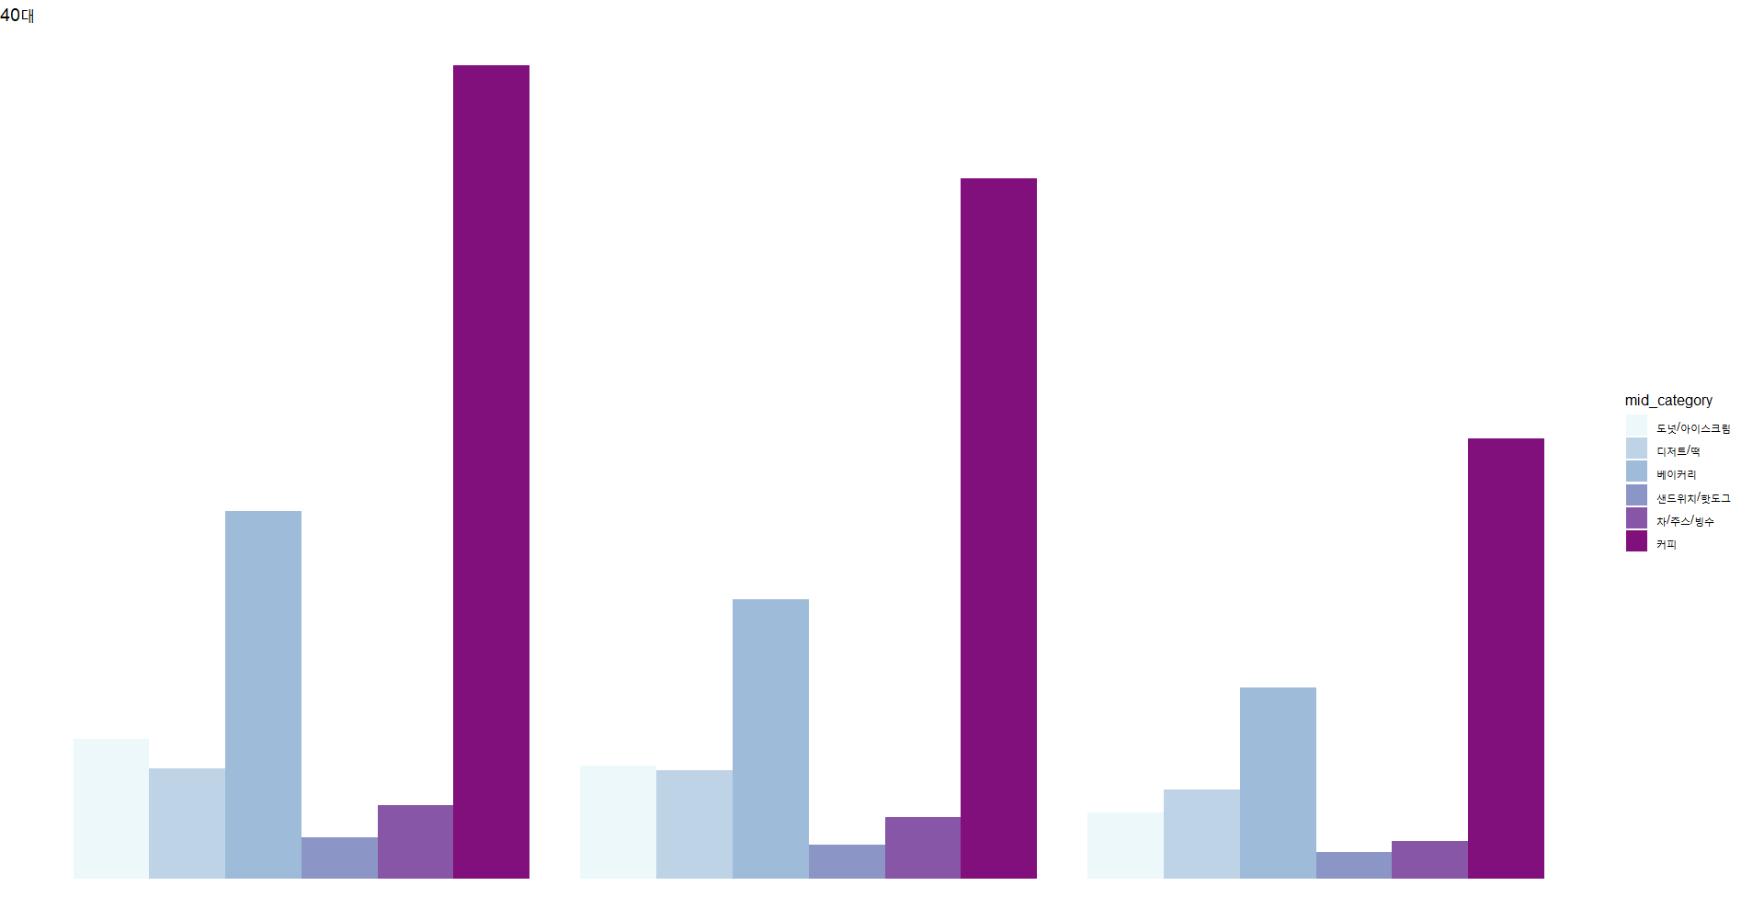 40대
mid_category
도넛/아이스크림
디저트/떡
베이커리
샌드위치/핫도그
차/주스/빙수
커피